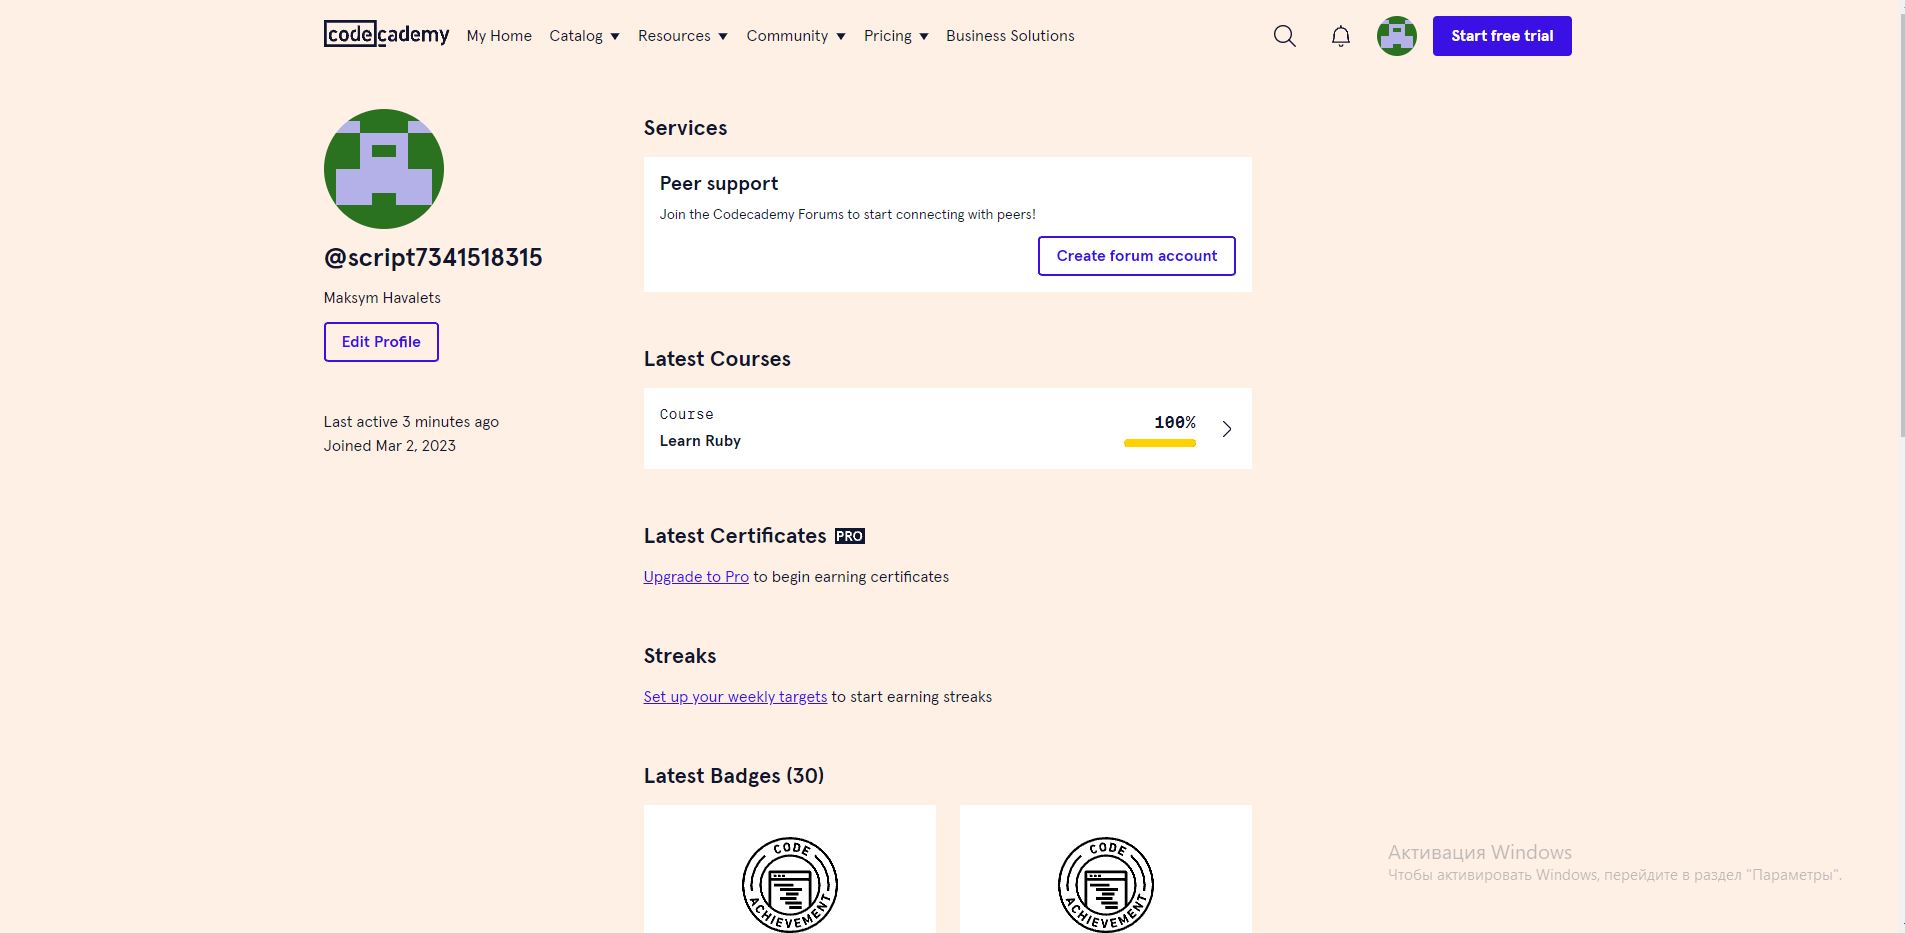 codecademy My Home Catalog Resources Community Pricing Business Solutions Start free trial
@script7341518315
Maksym Havalets
Edit Profile
Last active 3 minutes ago
Joined Mar 2, 2023
Services
Peer support
Join the Codecademy Forums to start connecting with peers!
Create forum account
Latest Courses
Course
Learn Ruby
100%
Latest Certificates PRO
Upgrade to Pro to begin earning certificates
Streaks
Set up your weekly targets to start earning streaks
Latest Badges (30)
CODE ACHIEVEMENT
CODE ACHIEVEMENT
Активация Windows
Чтобы активировать Windows, перейдите в раздел "Параметры".